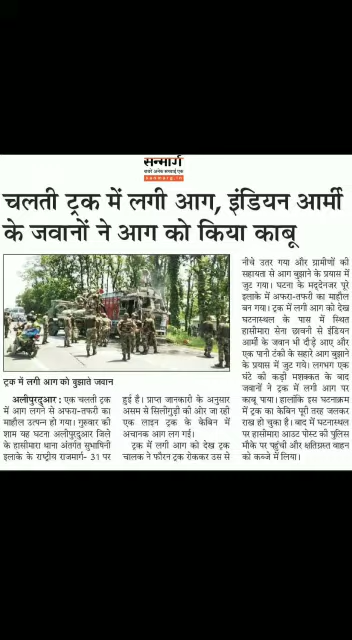 सन्मार्ग
sanmarg.in
चलती ट्रक में लगी आग, इंडियन आर्मी
के जवानों ने आग को किया काबू
ट्रक में लगी आग को बुझाते जवान
अलीपुरदुआर : एक चलती ट्रक
में आग लगने से अफरा-तफरी का
माहौल उत्पन्न हो गया। गुरुवार की
शाम यह घटना अलीपुरदुआर जिले
के हासीमारा थाना अंतर्गत सुभाषिनी
इलाके के राष्ट्रीय राजमार्ग- 31 पर
हुई है। प्राप्त जानकारी के अनुसार
असम से सिलीगुड़ी की ओर जा रही
एक लाइन ट्रक के केबिन में
अचानक आग लग गई।
ट्रक में लगी आग को देख ट्रक
चालक ने फौरन ट्रक रोककर उस से
नीचे उतर गया और ग्रामीणों की
सहायता से आग बुझाने के प्रयास में
जुट गया। घटना के मद्देनजर पूरे
इलाके में अफरा-तफरी का माहौल
बन गया। ट्रक में लगी आग को देख
घटनास्थल के पास में स्थित
हासीमारा सेना छावनी से इंडियन
आर्मी के जवान भी दौड़े आए और
एक पानी टंकी के सहारे आग बुझाने
के प्रयास में जुट गये। लगभग एक
घंटे की कड़ी मशक्कत के बाद
जवानों ने ट्रक में लगी आग पर
काबू पाया। हालांकि इस घटनाक्रम
में ट्रक का केबिन पूरी तरह जलकर
राख हो चुका है। बाद में घटनास्थल
पर हासीमारा आउट पोस्ट की पुलिस
मौके पर पहुंची और क्षतिग्रस्त वाहन
को कब्जे में लिया।